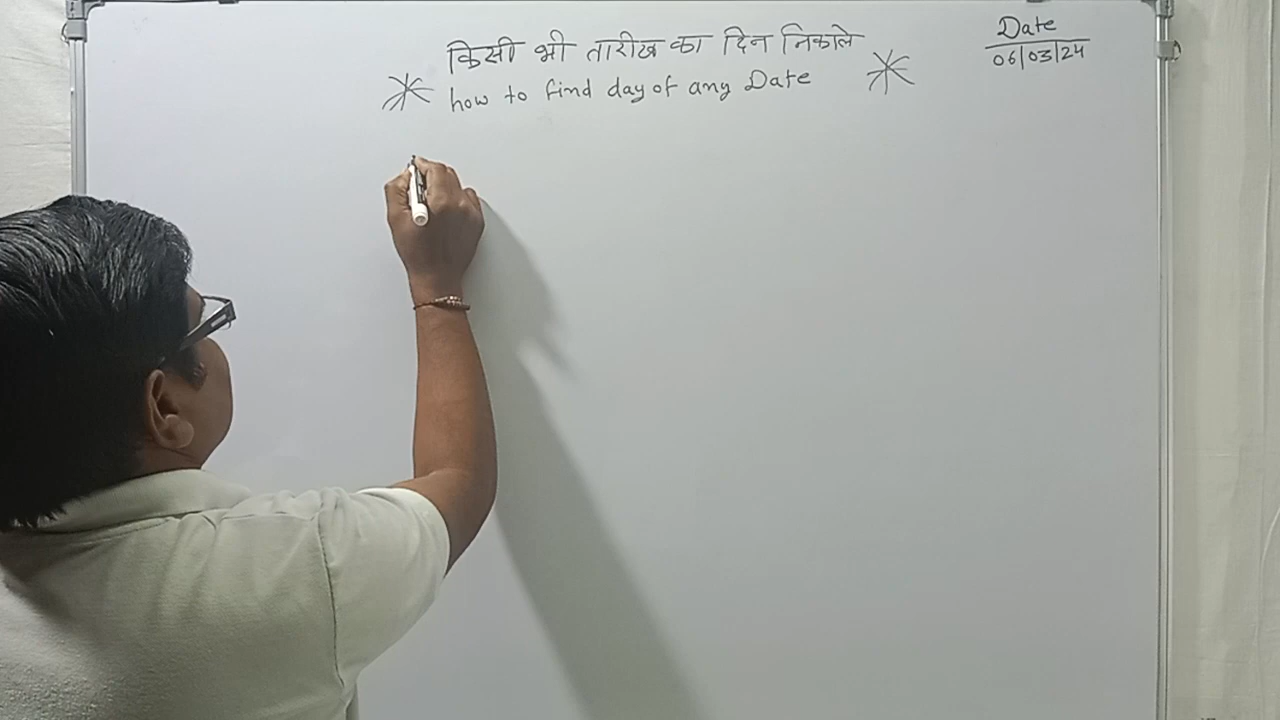 किसी भी तारीख का दिन निकाले
how to find day of any Date
Date
06/03/24